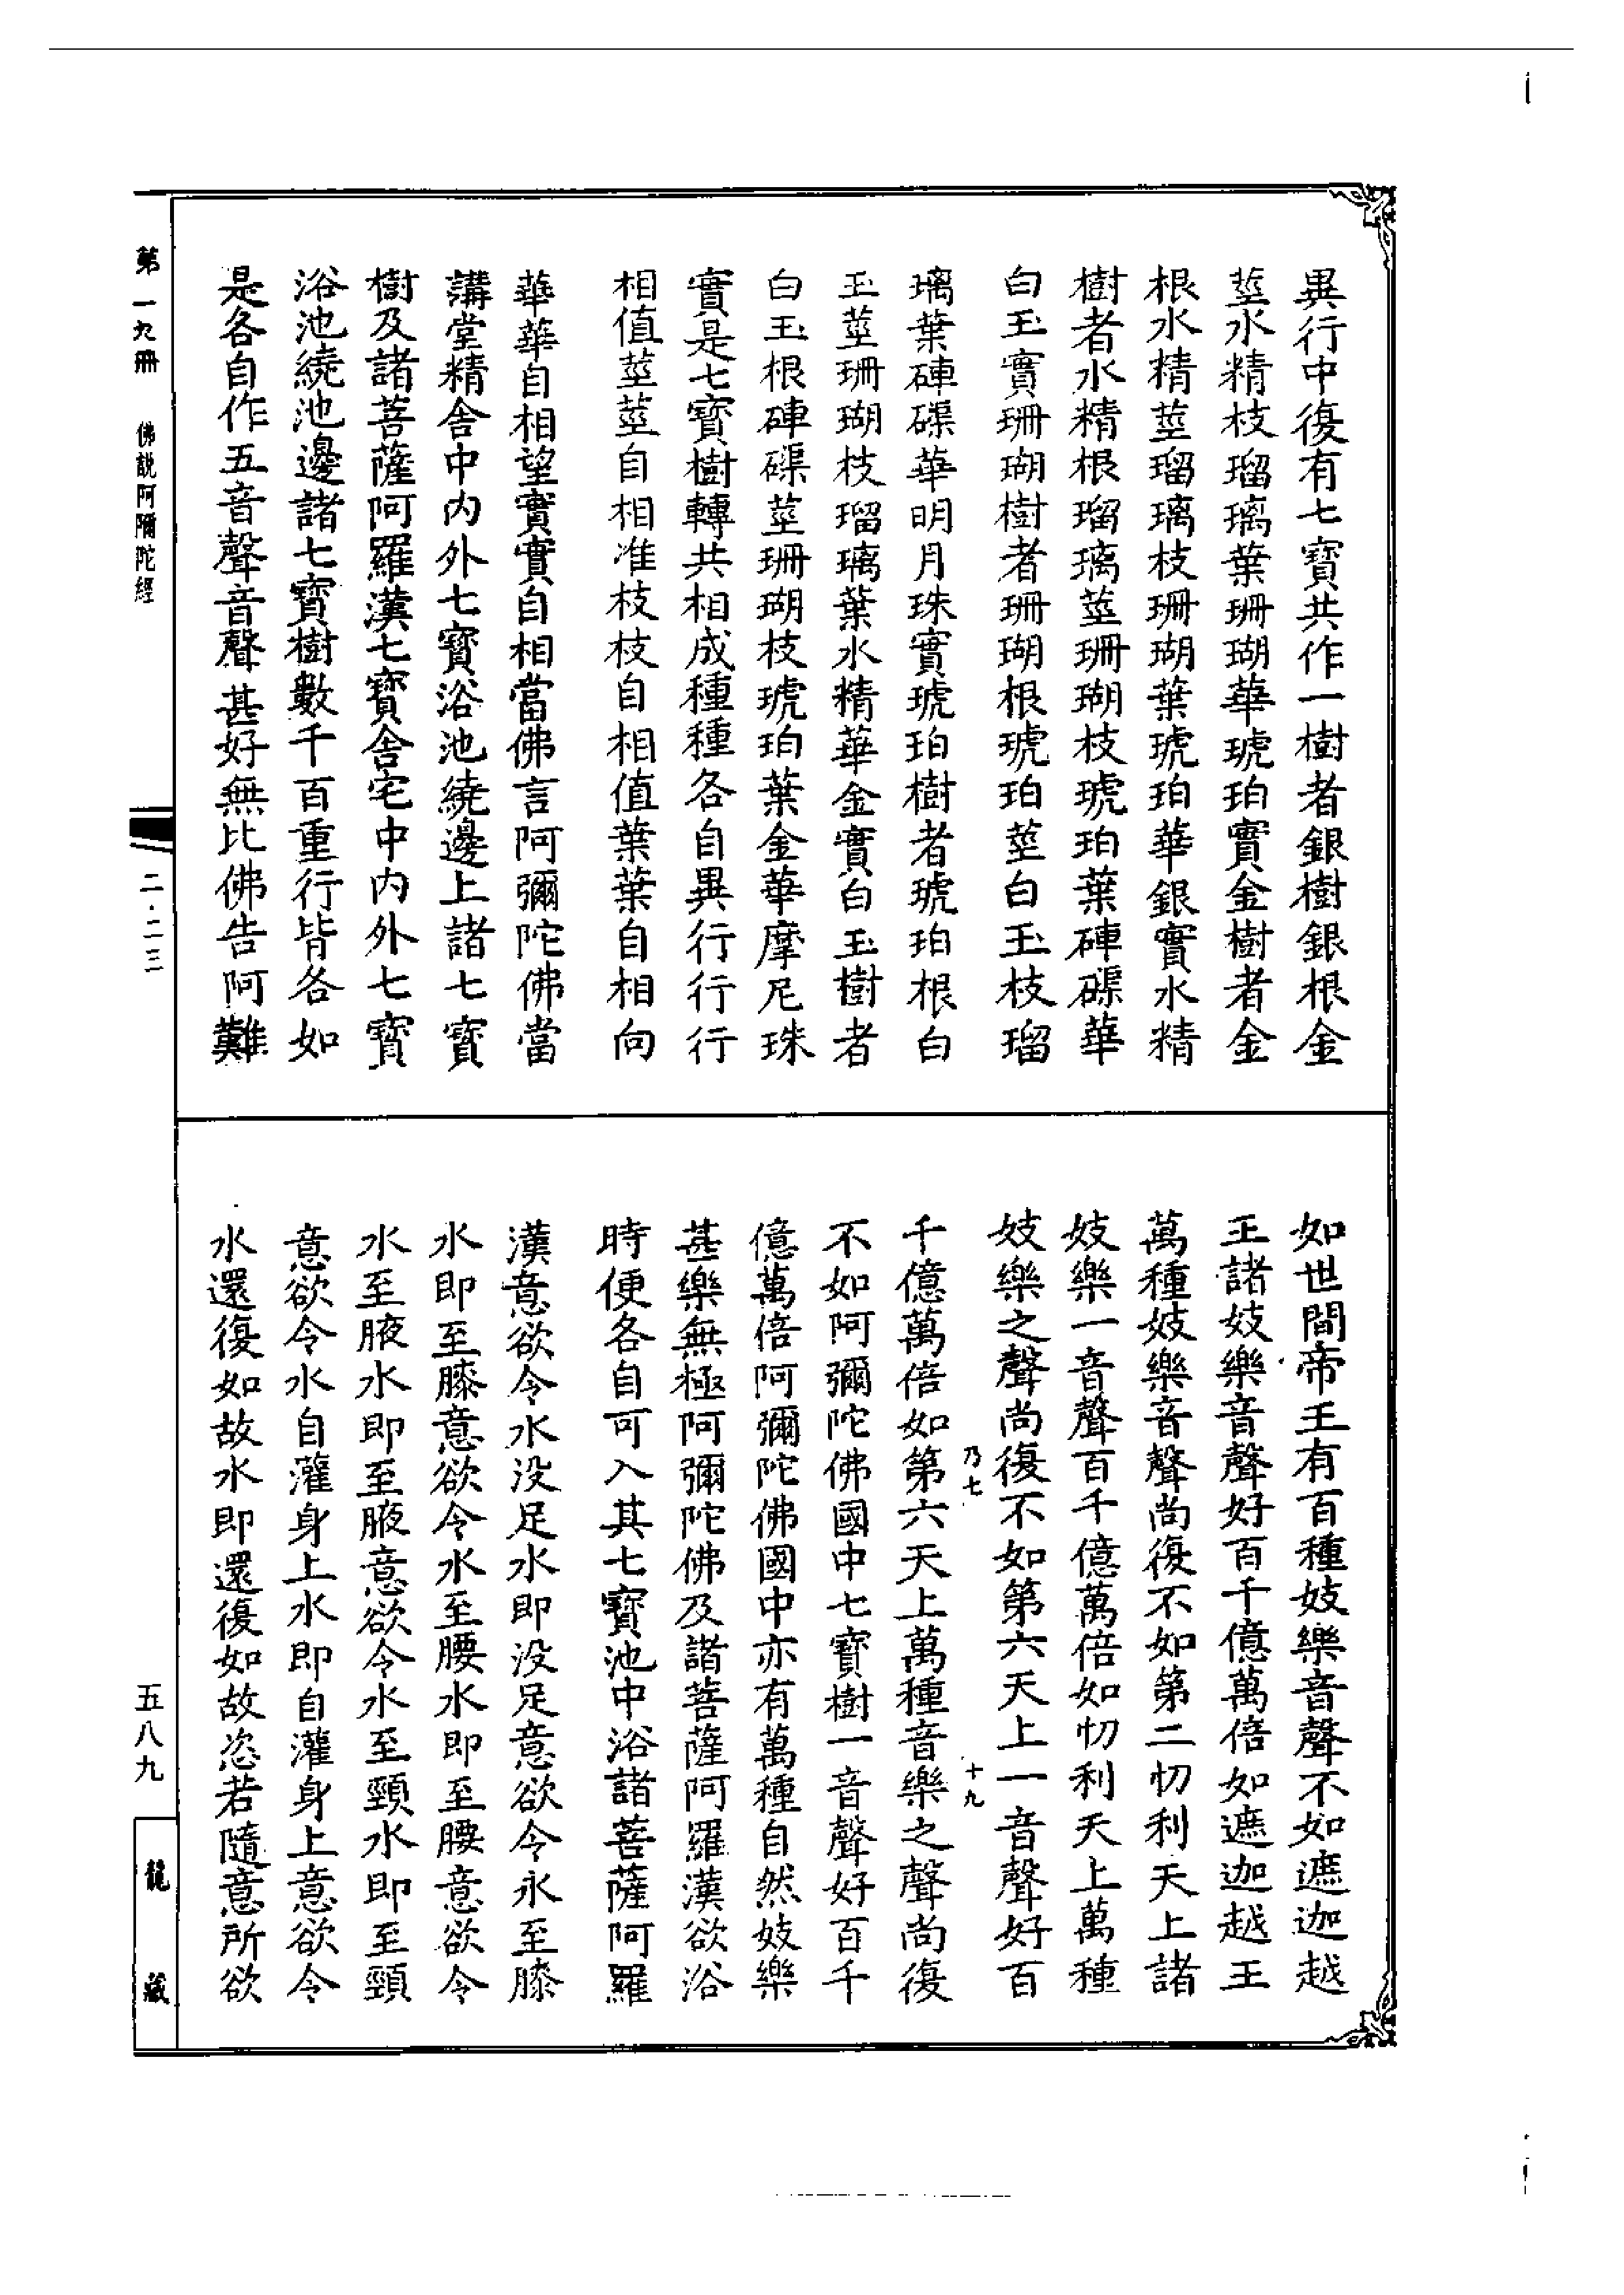 異行中復有七寶共作一樹者銀樹銀根金
莖水精枝瑠璃葉珊瑚華琥珀實金樹者金
根水精莖瑠璃枝珊瑚葉琥珀華銀實水精
樹者水精根瑠璃莖珊瑚枝琥珀葉硨磲華
白玉實珊瑚樹者珊瑚根琥珀莖白玉枝瑠
璃葉硨磲華明月珠實琥珀樹者琥珀根白
玉莖珊瑚枝瑠璃葉水精華金實白玉樹者
白玉根硨磲莖珊瑚枝琥珀葉金華摩尼珠
實是七寶樹轉共相成種種各自異行行行
相值莖莖自相准枝枝自相值葉葉自相向
華華自相望實實自相當佛言阿彌陀佛當
講堂精舍中内外七寶浴池繞邊上諸七寶
樹及諸菩薩阿羅漢七寶舍宅中内外七寶
浴池繞池邊諸七寶樹數千百重行皆各如
是各自作五音聲音聲甚好無比佛告阿難
如世間帝王有百種妓樂音聲不如遮迦越
王諸妓樂音聲好百千億萬倍如遮迦越王
萬種妓樂音聲尚復不如第二忉利天上諸
妓樂一音聲百千億萬倍如忉利天上萬種
妓樂之聲尚復不如第六天上一音聲好百
乃七
十九
千億萬倍如第六天上萬種音樂之聲尚復
不如阿彌陀佛國中七寶樹一音聲好百千
億萬倍阿彌陀佛國中亦有萬種自然妓樂
甚樂無極阿彌陀佛及諸菩薩阿羅漢欲浴
時便各自可入其七寶池中浴諸菩薩阿羅
漢意欲令水没足水即没足意欲令水至膝
水即至膝意欲令水至腰水即至腰意欲令
水至腋水即至腋意欲令水至頸水即至頸
意欲令水自灌身上水即自灌身上意欲令
水還復如故水即還復如故恣若隨意所欲
第一九冊
佛説阿彌陀經
二·二三
五八九
龍藏